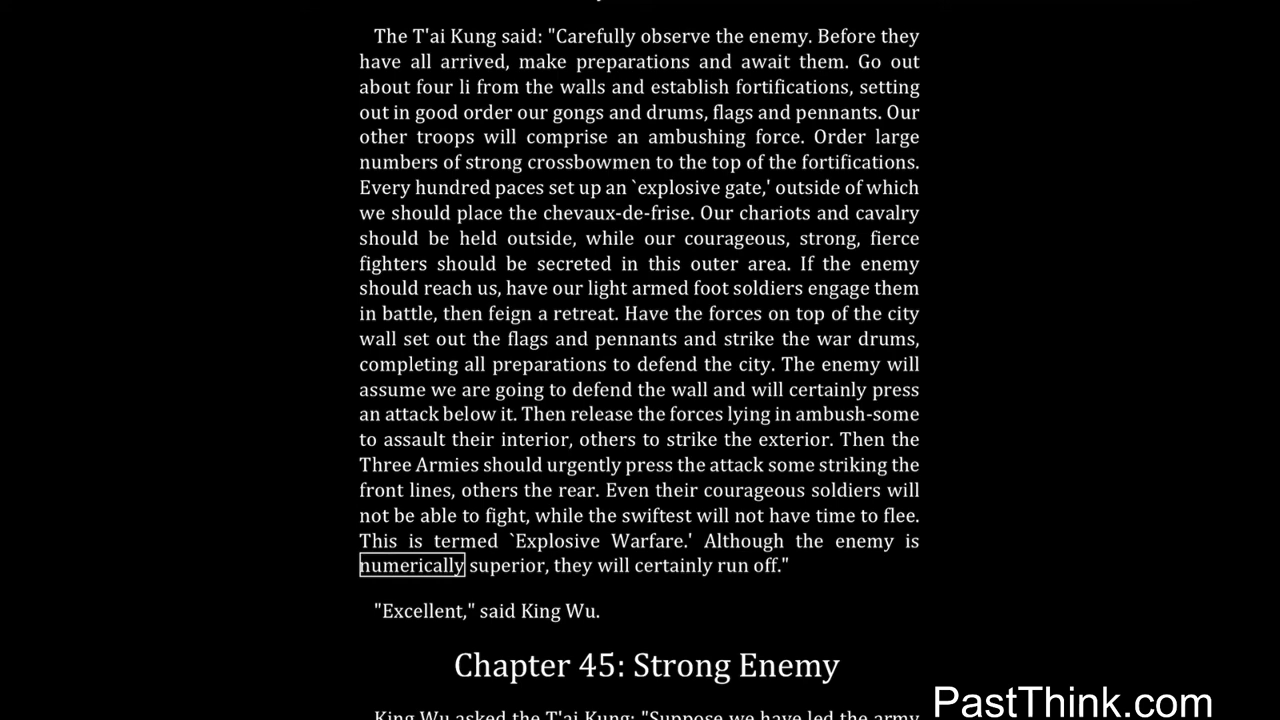 The T'ai Kung said: "Carefully observe the enemy. Before they
have all arrived, make preparations and await them. Go out
about four li from the walls and establish fortifications, setting
out in good order our gongs and drums, flags and pennants. Our
other troops will comprise an ambushing force. Order large
numbers of strong crossbowmen to the top of the fortifications.
Every hundred paces set up an `explosive gate,' outside of which
we should place the chevaux-de-frise. Our chariots and cavalry
should be held outside, while our courageous, strong, fierce
fighters should be secreted in this outer area. If the enemy
should reach us, have our light armed foot soldiers engage them
in battle, then feign a retreat. Have the forces on top of the city
wall set out the flags and pennants and strike the war drums,
completing all preparations to defend the city. The enemy will
assume we are going to defend the wall and will certainly press
an attack below it. Then release the forces lying in ambush-some
to assault their interior, others to strike the exterior. Then the
Three Armies should urgently press the attack some striking the
front lines, others the rear. Even their courageous soldiers will
not be able to fight, while the swiftest will not have time to flee.
This is termed `Explosive Warfare.' Although the enemy is
numerically superior, they will certainly run off."
"Excellent," said King Wu.
Chapter 45: Strong Enemy
King Wu asked the T'ai Kung: "Suppose we have led the army
PastThink.com